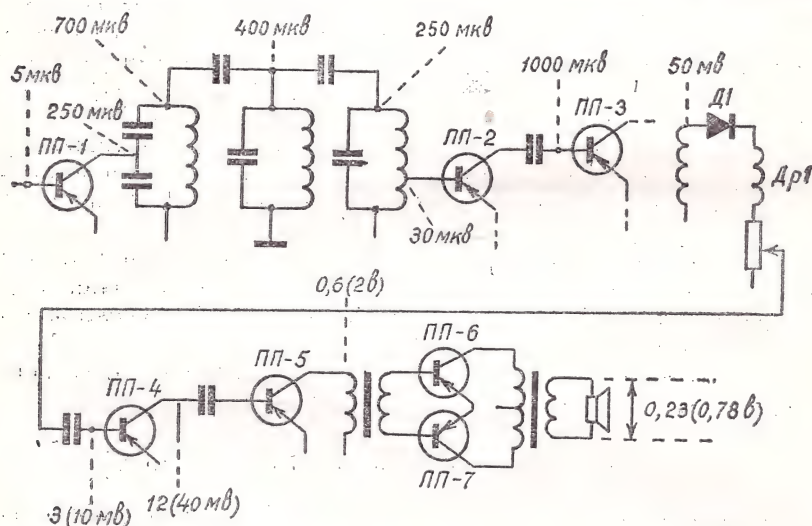 700 мкв
400 мкв
250 мкв
5 мкв
250 мкв
1000 мкв
50 мв
Д1
ПП-1
ПП-2
ПП-3
30 мкв
Др1
0,6(2в)
ПП-4
ПП-5
ПП-6
ПП-7
0,23(0,78 в)
3(10 мв)
12(40 мв)